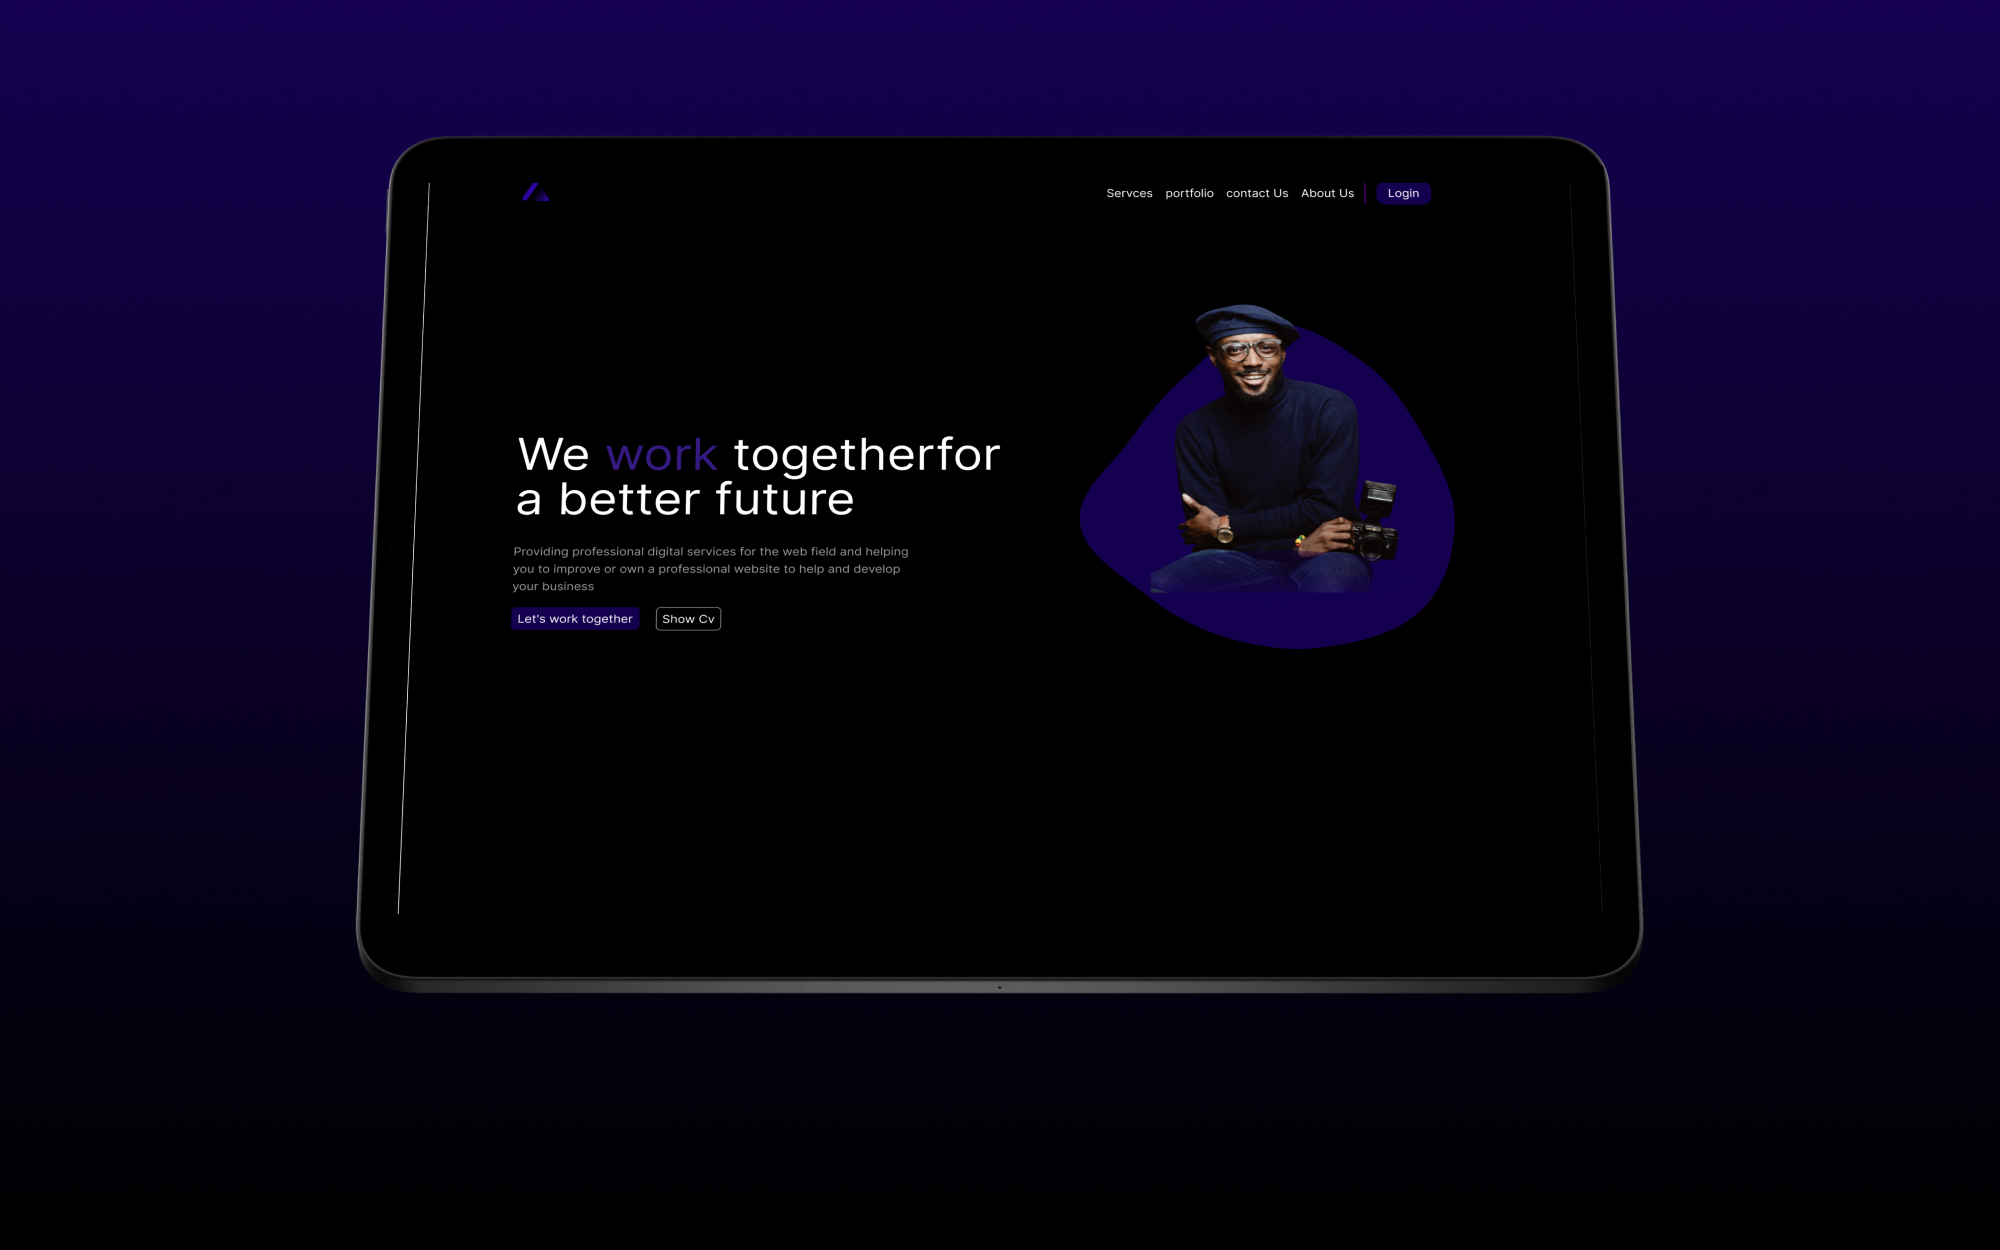 Servces portfolio contact Us About Us Login
We work togetherfor
a better future
Providing professional digital services for the web field and helping
you to improve or own a professional website to help and develop
your business
Let's work together Show Cv